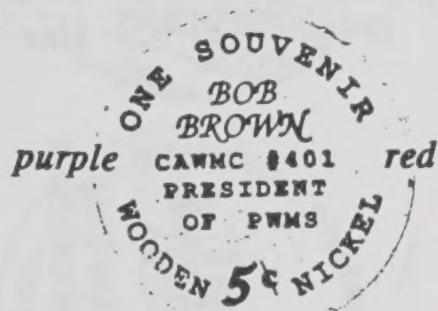 ONE SOUVENIR
BOB
BROWN
purple CAWMC #401 red
PRESIDENT
OF PWMS
WOODEN 5¢ NICKEL